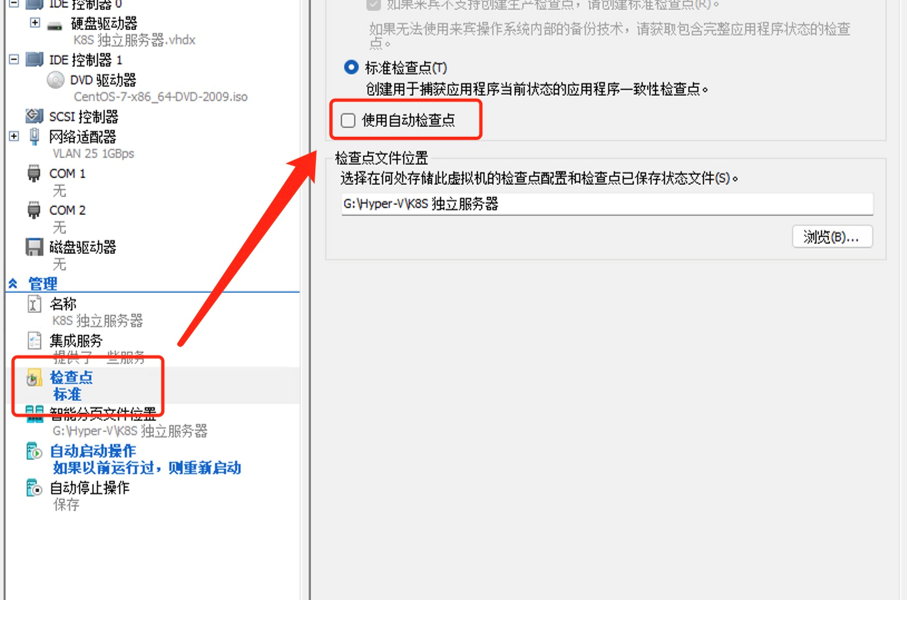 IDE 控制器 0
硬盘驱动器
K8S 独立服务器.vhdx
IDE 控制器 1
DVD 驱动器
CentOS-7-x86_64-DVD-2009.iso
SCSI 控制器
网络适配器
VLAN 25 1GBps
COM 1
无
COM 2
无
磁盘驱动器
无
管理
名称
K8S 独立服务器
集成服务
提供了一些服务
检查点
标准
智能分页文件位置
G:\Hyper-V\K8S 独立服务器
自动启动操作
如果以前运行过，则重新启动
自动停止操作
保存
如果来宾不支持创建生产检查点，请创建标准检查点(R)。
如果无法使用来宾操作系统内部的备份技术，请获取包含完整应用程序状态的检查
点。
标准检查点(T)
创建用于捕获应用程序当前状态的应用程序一致性检查点。
使用自动检查点
检查点文件位置
选择在何处存储此虚拟机的检查点配置和检查点已保存状态文件(S)。
G:\Hyper-V\K8S 独立服务器
浏览(B)...